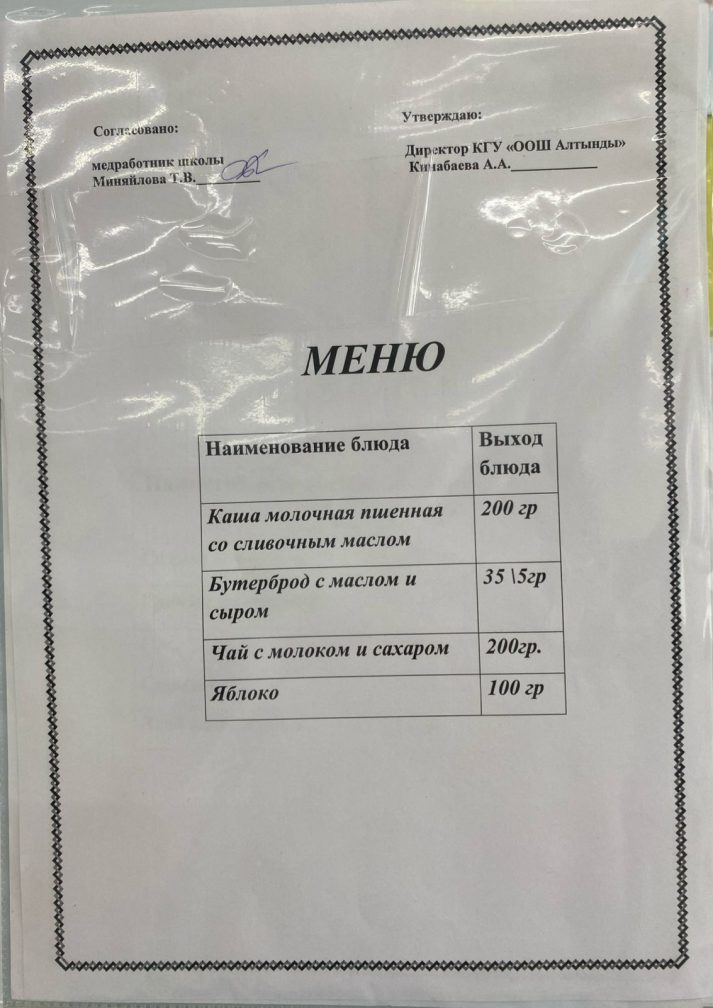 Согласовано:
Утверждаю:
медработник школы
Миняйлова Т.В.
Директор КГУ «ООШ Алтынды»
Кинабаева А.А.
МЕНЮ
Наименование блюда
Выход
блюда
Каша молочная пшенная
со сливочным маслом
200 гр
Бутерброд с маслом и
сыром
35 \5гр
Чай с молоком и сахаром
200гр.
Яблоко
100 гр